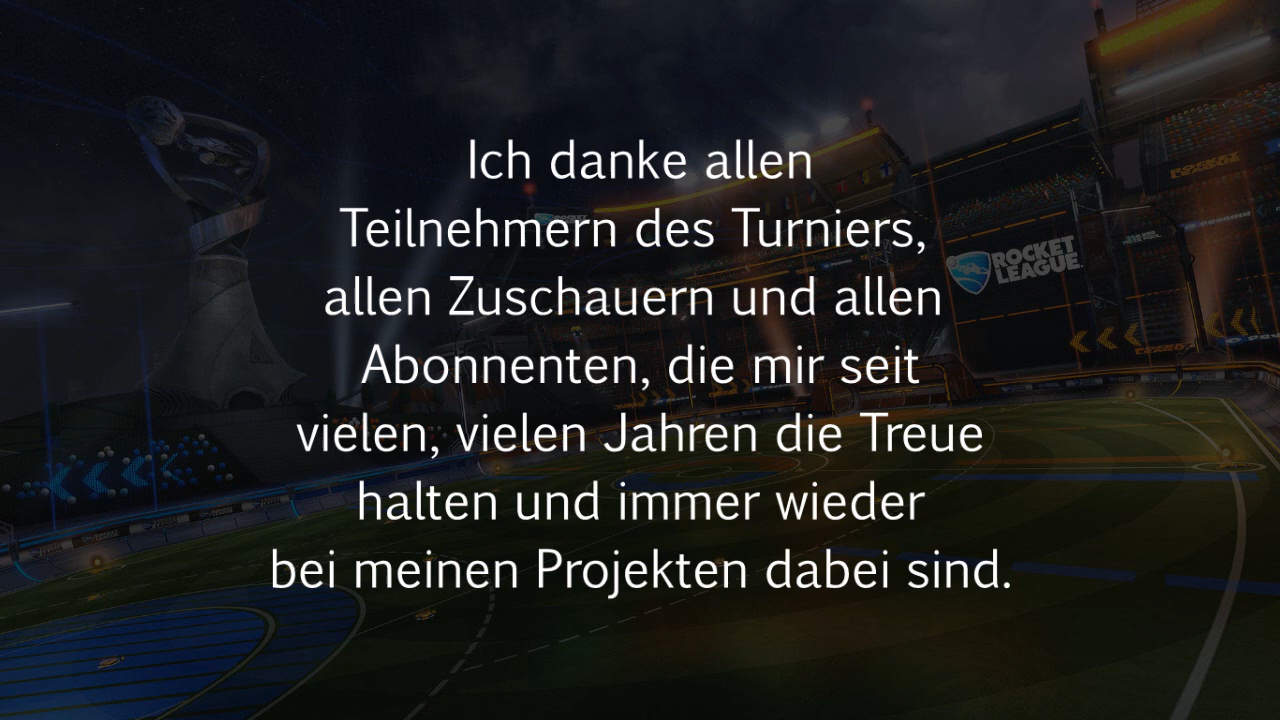 Ich danke allen
Teilnehmern des Turniers,
allen Zuschauern und allen
Abonnenten, die mir seit
vielen, vielen Jahren die Treue
halten und immer wieder
bei meinen Projekten dabei sind.
ROCKET
LEAGUE